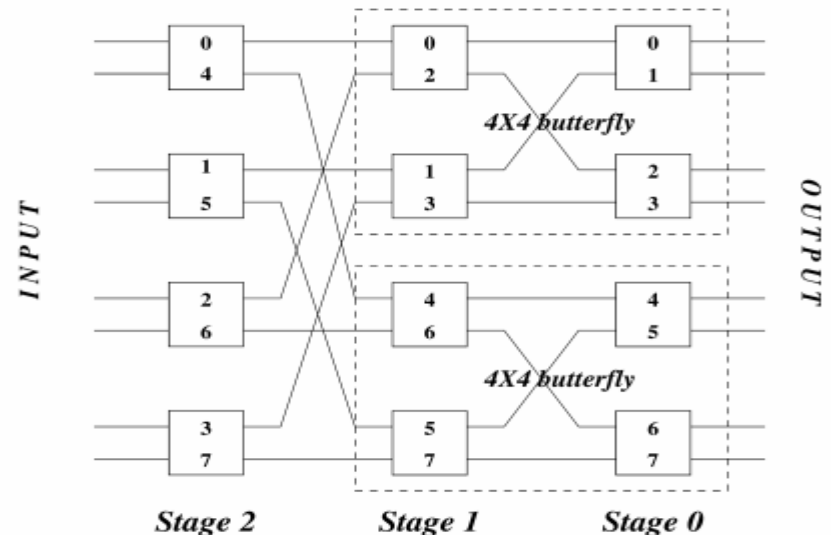 0 0 0
4 2 1
4X4 butterfly
1 1 2
5 3 3
INPUT
OUTPUT
2 4 4
6 6 5
4X4 butterfly
3 5 6
7 7 7
Stage 2 Stage 1 Stage 0